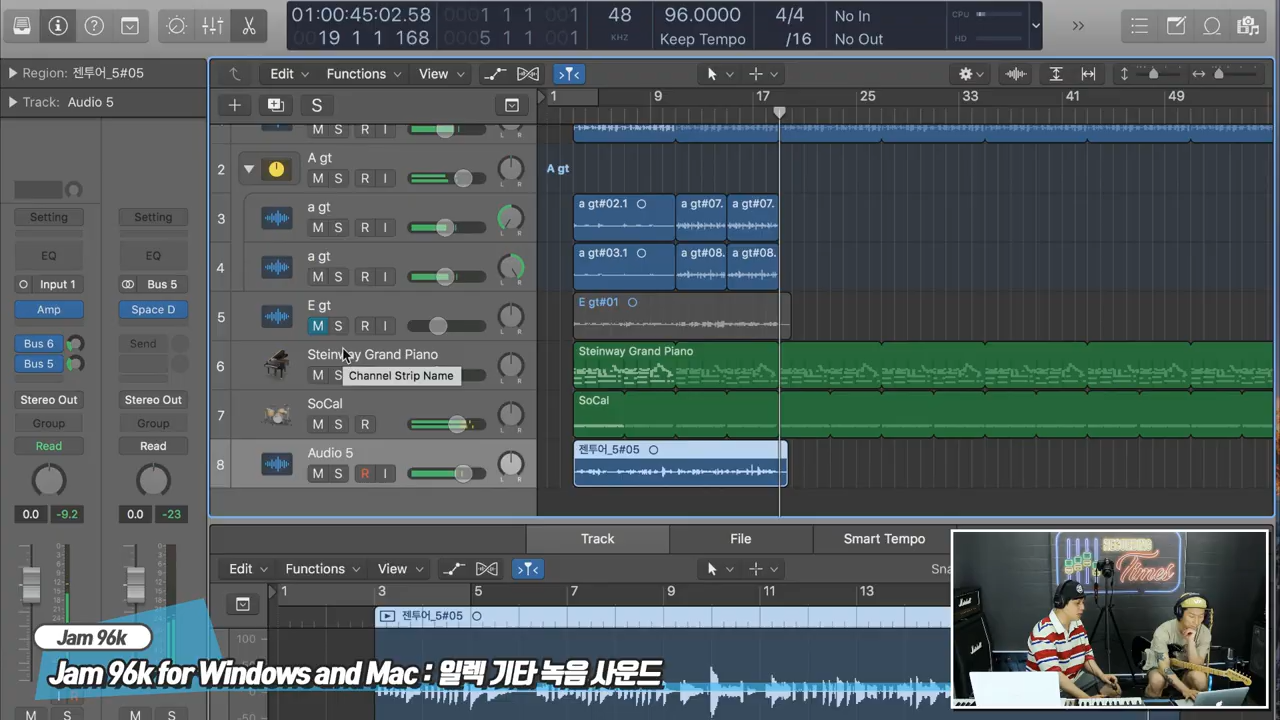 01:00:45:02.58
19 1 1 168
1 1 1 1
5 1 1 1
48
KHZ
96.0000
Keep Tempo
4/4
/16
No In
No Out
CPU
HD
Region: 젠투어_5#05
Track: Audio 5
Edit
Functions
View
S
1
9
17
25
33
41
49
M S R I
2
A gt
M S
L R
A gt
3
a gt
M S R I
L R
a gt#02.1
a gt#07.
a gt#07.
4
a gt
M S R I
L R
a gt#03.1
a gt#08.
a gt#08.
5
E gt
M S R I
L R
E gt#01
6
Steinway Grand Piano
M S
L R
Channel Strip Name
Steinway Grand Piano
7
SoCal
M S R
L R
SoCal
8
Audio 5
M S R I
L R
젠투어_5#05
Setting
Setting
EQ
EQ
Input 1
Bus 5
Amp
Space D
Bus 6
Send
Bus 5
Stereo Out
Stereo Out
Group
Group
Read
Read
0.0 -9.2
0.0 -23
Track
File
Smart Tempo
Edit
Functions
View
Sna
1
3
5
7
9
11
13
젠투어_5#05
100
-50
M S
M S
Times
Marshall
Jam 96k
Jam 96k for Windows and Mac : 일렉 기타 녹음 사운드